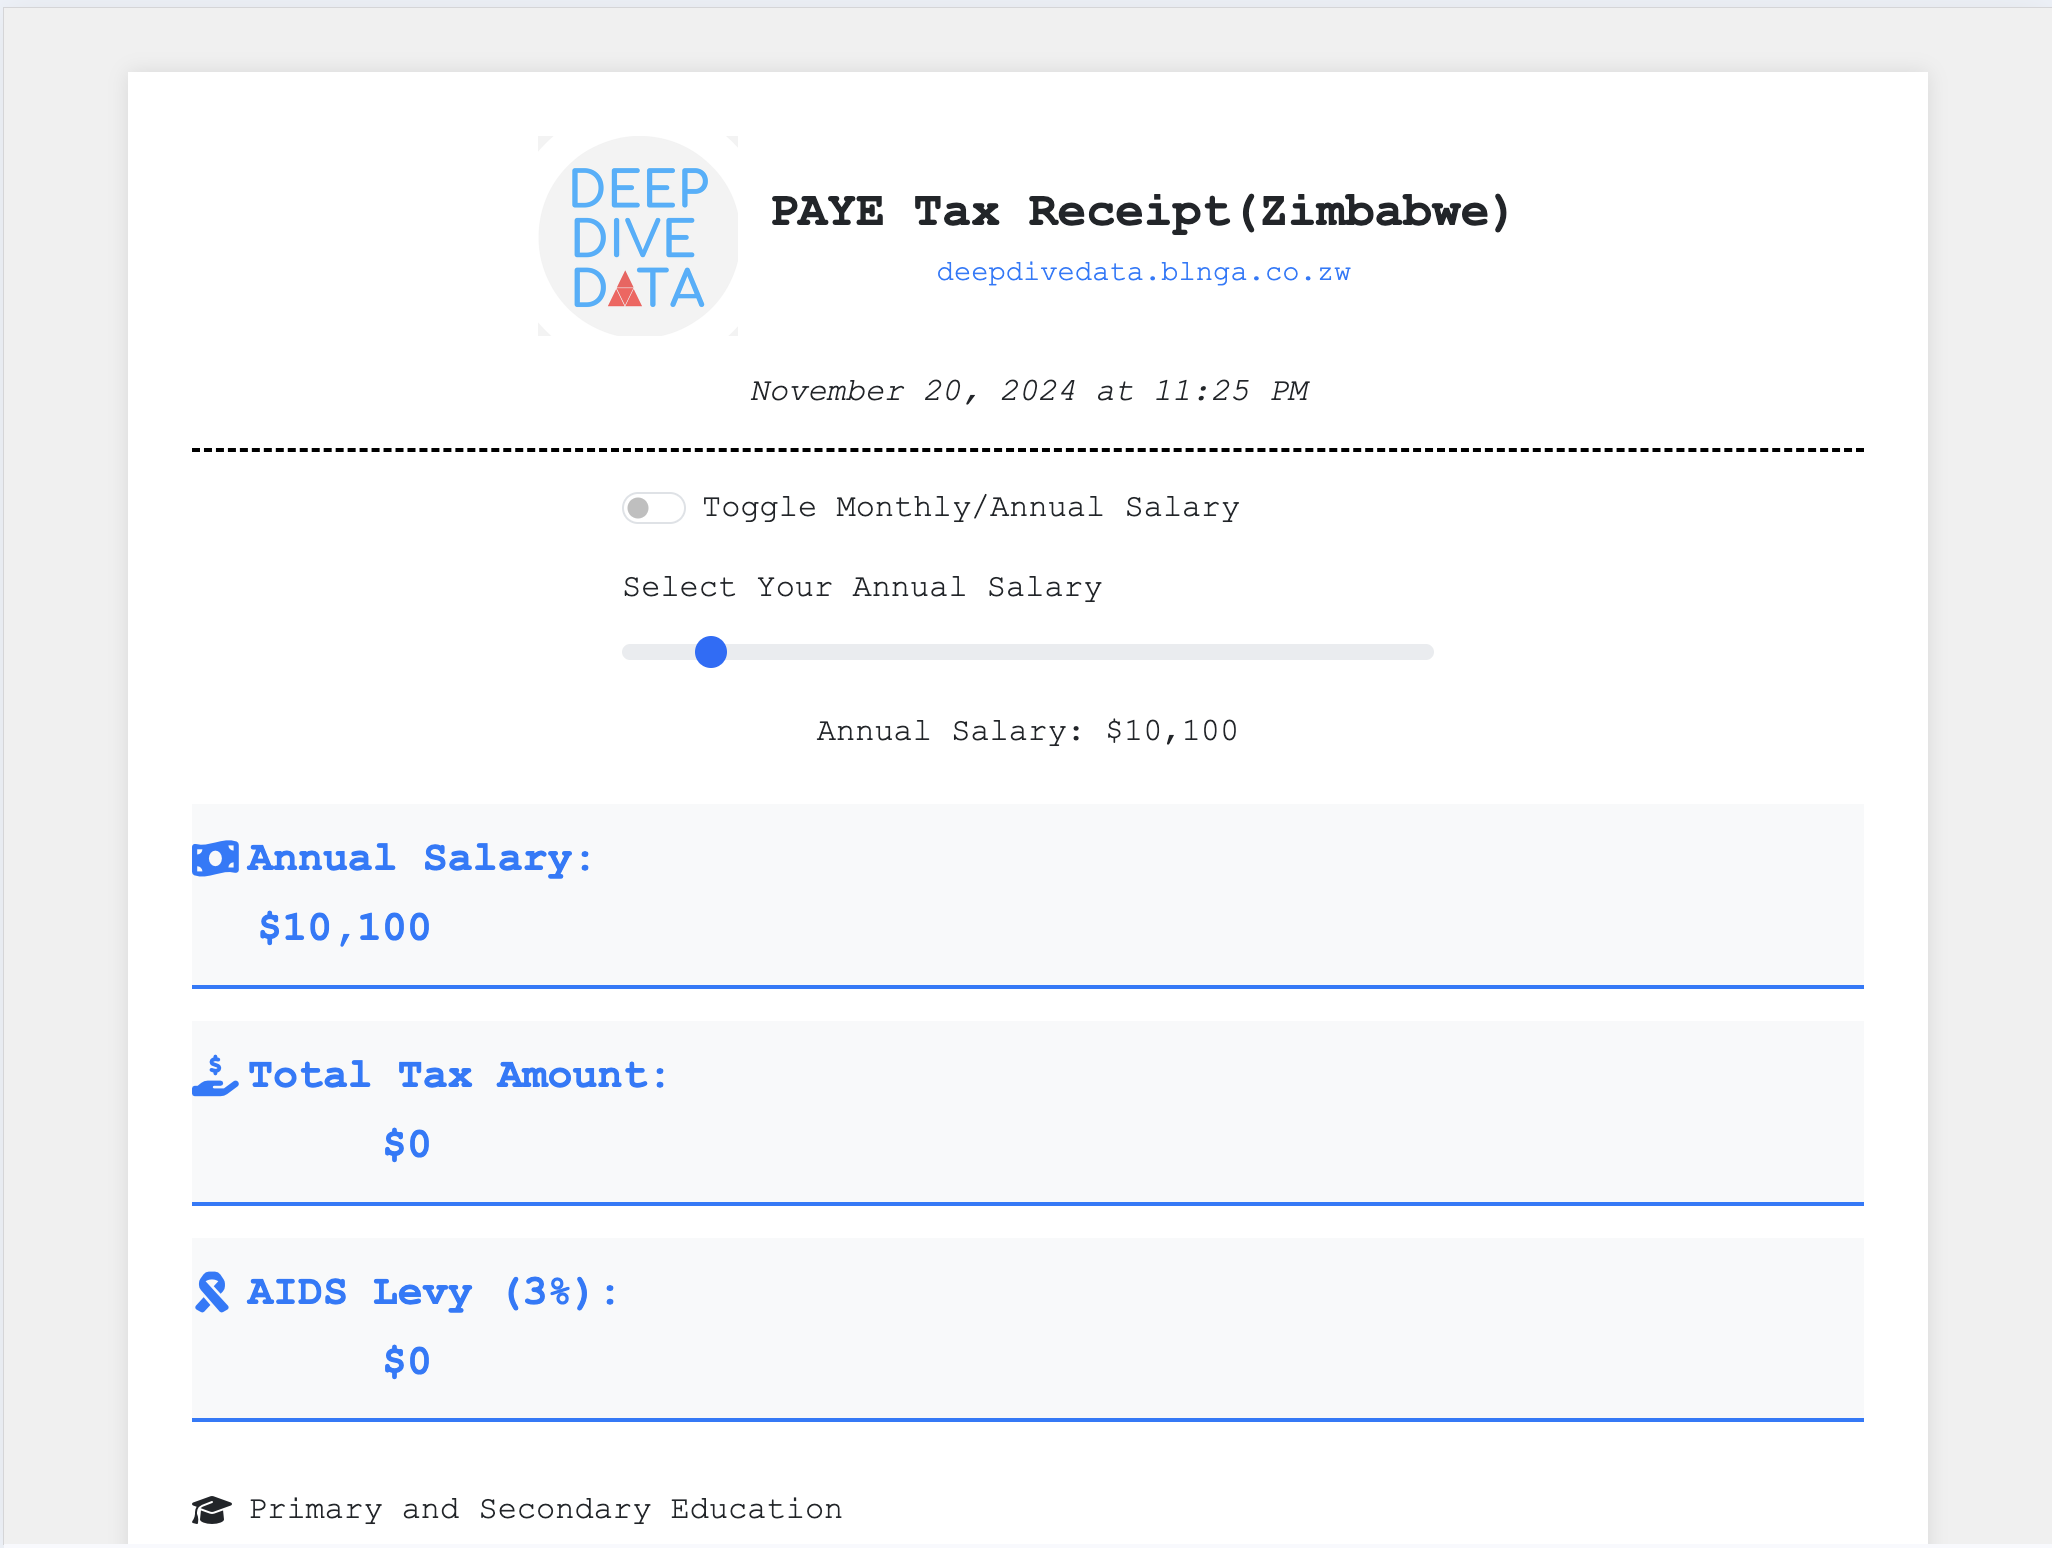 DEEP
DIVE
DATA
PAYE Tax Receipt(Zimbabwe)
deepdivedata.blnga.co.zw
November 20, 2024 at 11:25 PM
Toggle Monthly/Annual Salary
Select Your Annual Salary
Annual Salary: $10,100
Annual Salary:
$10,100
Total Tax Amount:
$0
AIDS Levy (3%):
$0
Primary and Secondary Education